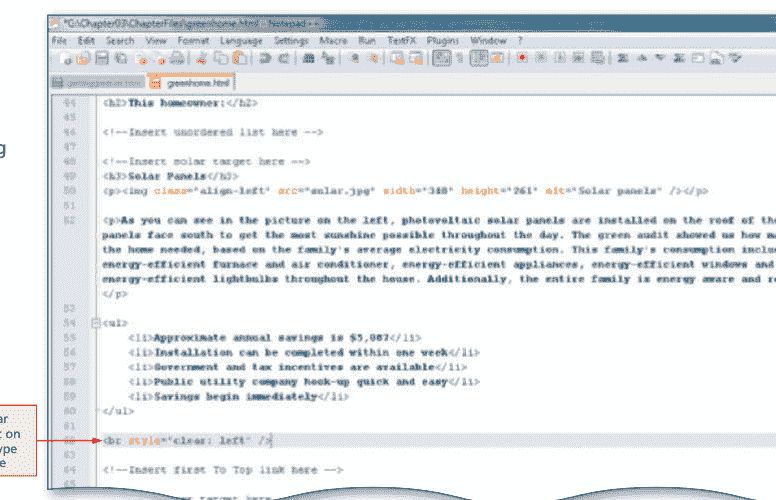 *G:\Chapter03\ChapterFiles\greenhome.html - Notepad++
File Edit Search View Format Language Settings Macro Run TextFX Plugins Window ?
greenhome.html
44 <h2>This homeowner:</h2>
45
46 <!--Insert unordered list here -->
47
48 <!--Insert solar target here -->
49 <h3>Solar Panels</h3>
50 <p><img class="align-left" src="solar.jpg" width="348" height="261" alt="Solar panels" /></p>
51
52 <p>As you can see in the picture on the left, photovoltaic solar panels are installed on the roof of th
panels face south to get the most sunshine possible throughout the day. The green audit showed us how m
the home needed, based on the family's average electricity consumption. This family's consumption inclu
energy-efficient furnace and air conditioner, energy-efficient appliances, energy-efficient windows and
energy-efficient lightbulbs throughout the house. Additionally, the entire family is energy aware and r
</p>
53
54 <ul>
55 <li>Approximate annual savings is $5,087</li>
56 <li>Installation can be completed within one week</li>
57 <li>Government and tax incentives are available</li>
58 <li>Public utility company hook-up quick and easy</li>
59 <li>Savings begin immediately</li>
60 </ul>
61
62 <br style="clear: left" />
63
64 <!--Insert first To Top link here -->
65
target here